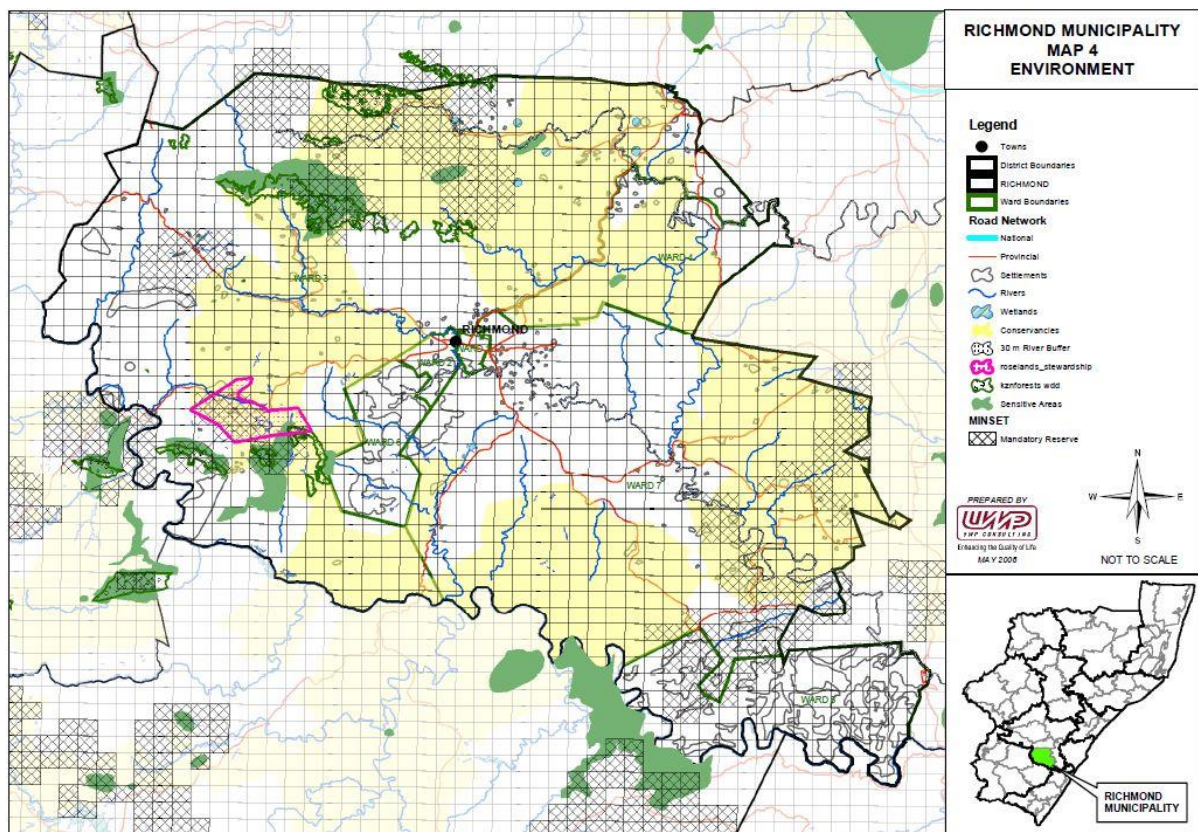 RICHMOND MUNICIPALITY
MAP 4
ENVIRONMENT
Legend
Towns
District Boundaries
RICHMOND
Ward Boundaries
Road Network
National
Provincial
Settlements
Rivers
Wetlands
Conservancies
30 m River Buffer
roselands_stewardship
kznforests wdd
Sensitive Areas
MINSET
Mandatory Reserve
N
W
E
S
NOT TO SCALE
PREPARED BY
Enhancing the Quality of Life
MAY 2006
RICHMOND
MUNICIPALITY
WARD 3
RICHMOND
WARD 2
WARD 6
WARD 7